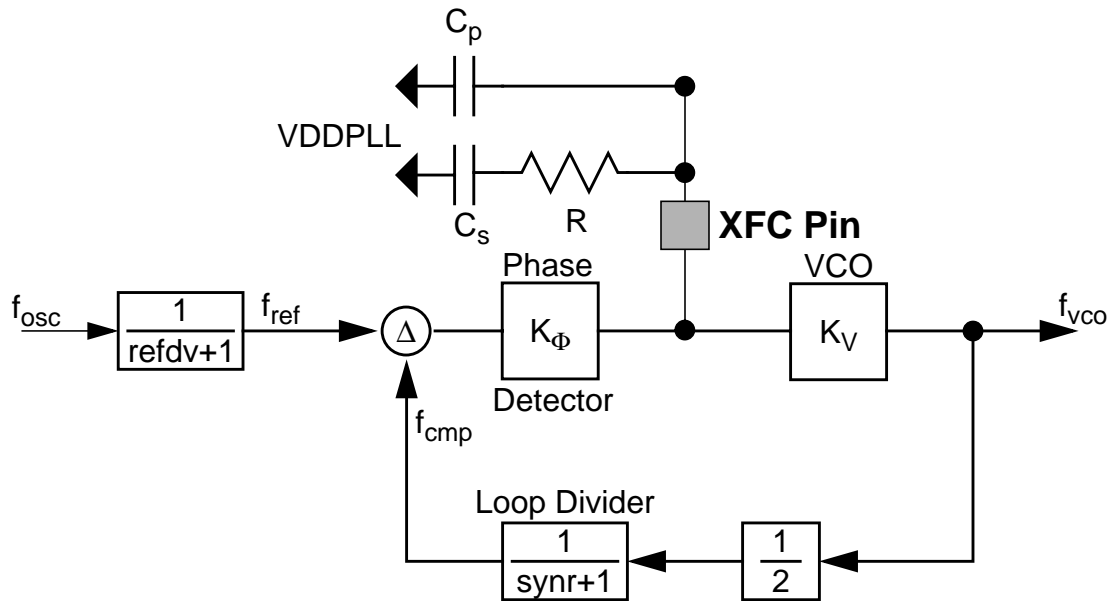 Cp
VDDPLL
Cs
R
XFC Pin
Phase
VCO
fosc
1
refdv+1
fref
Δ
KΦ
KV
fvco
Detector
fcmp
Loop Divider
1
synr+1
1
2